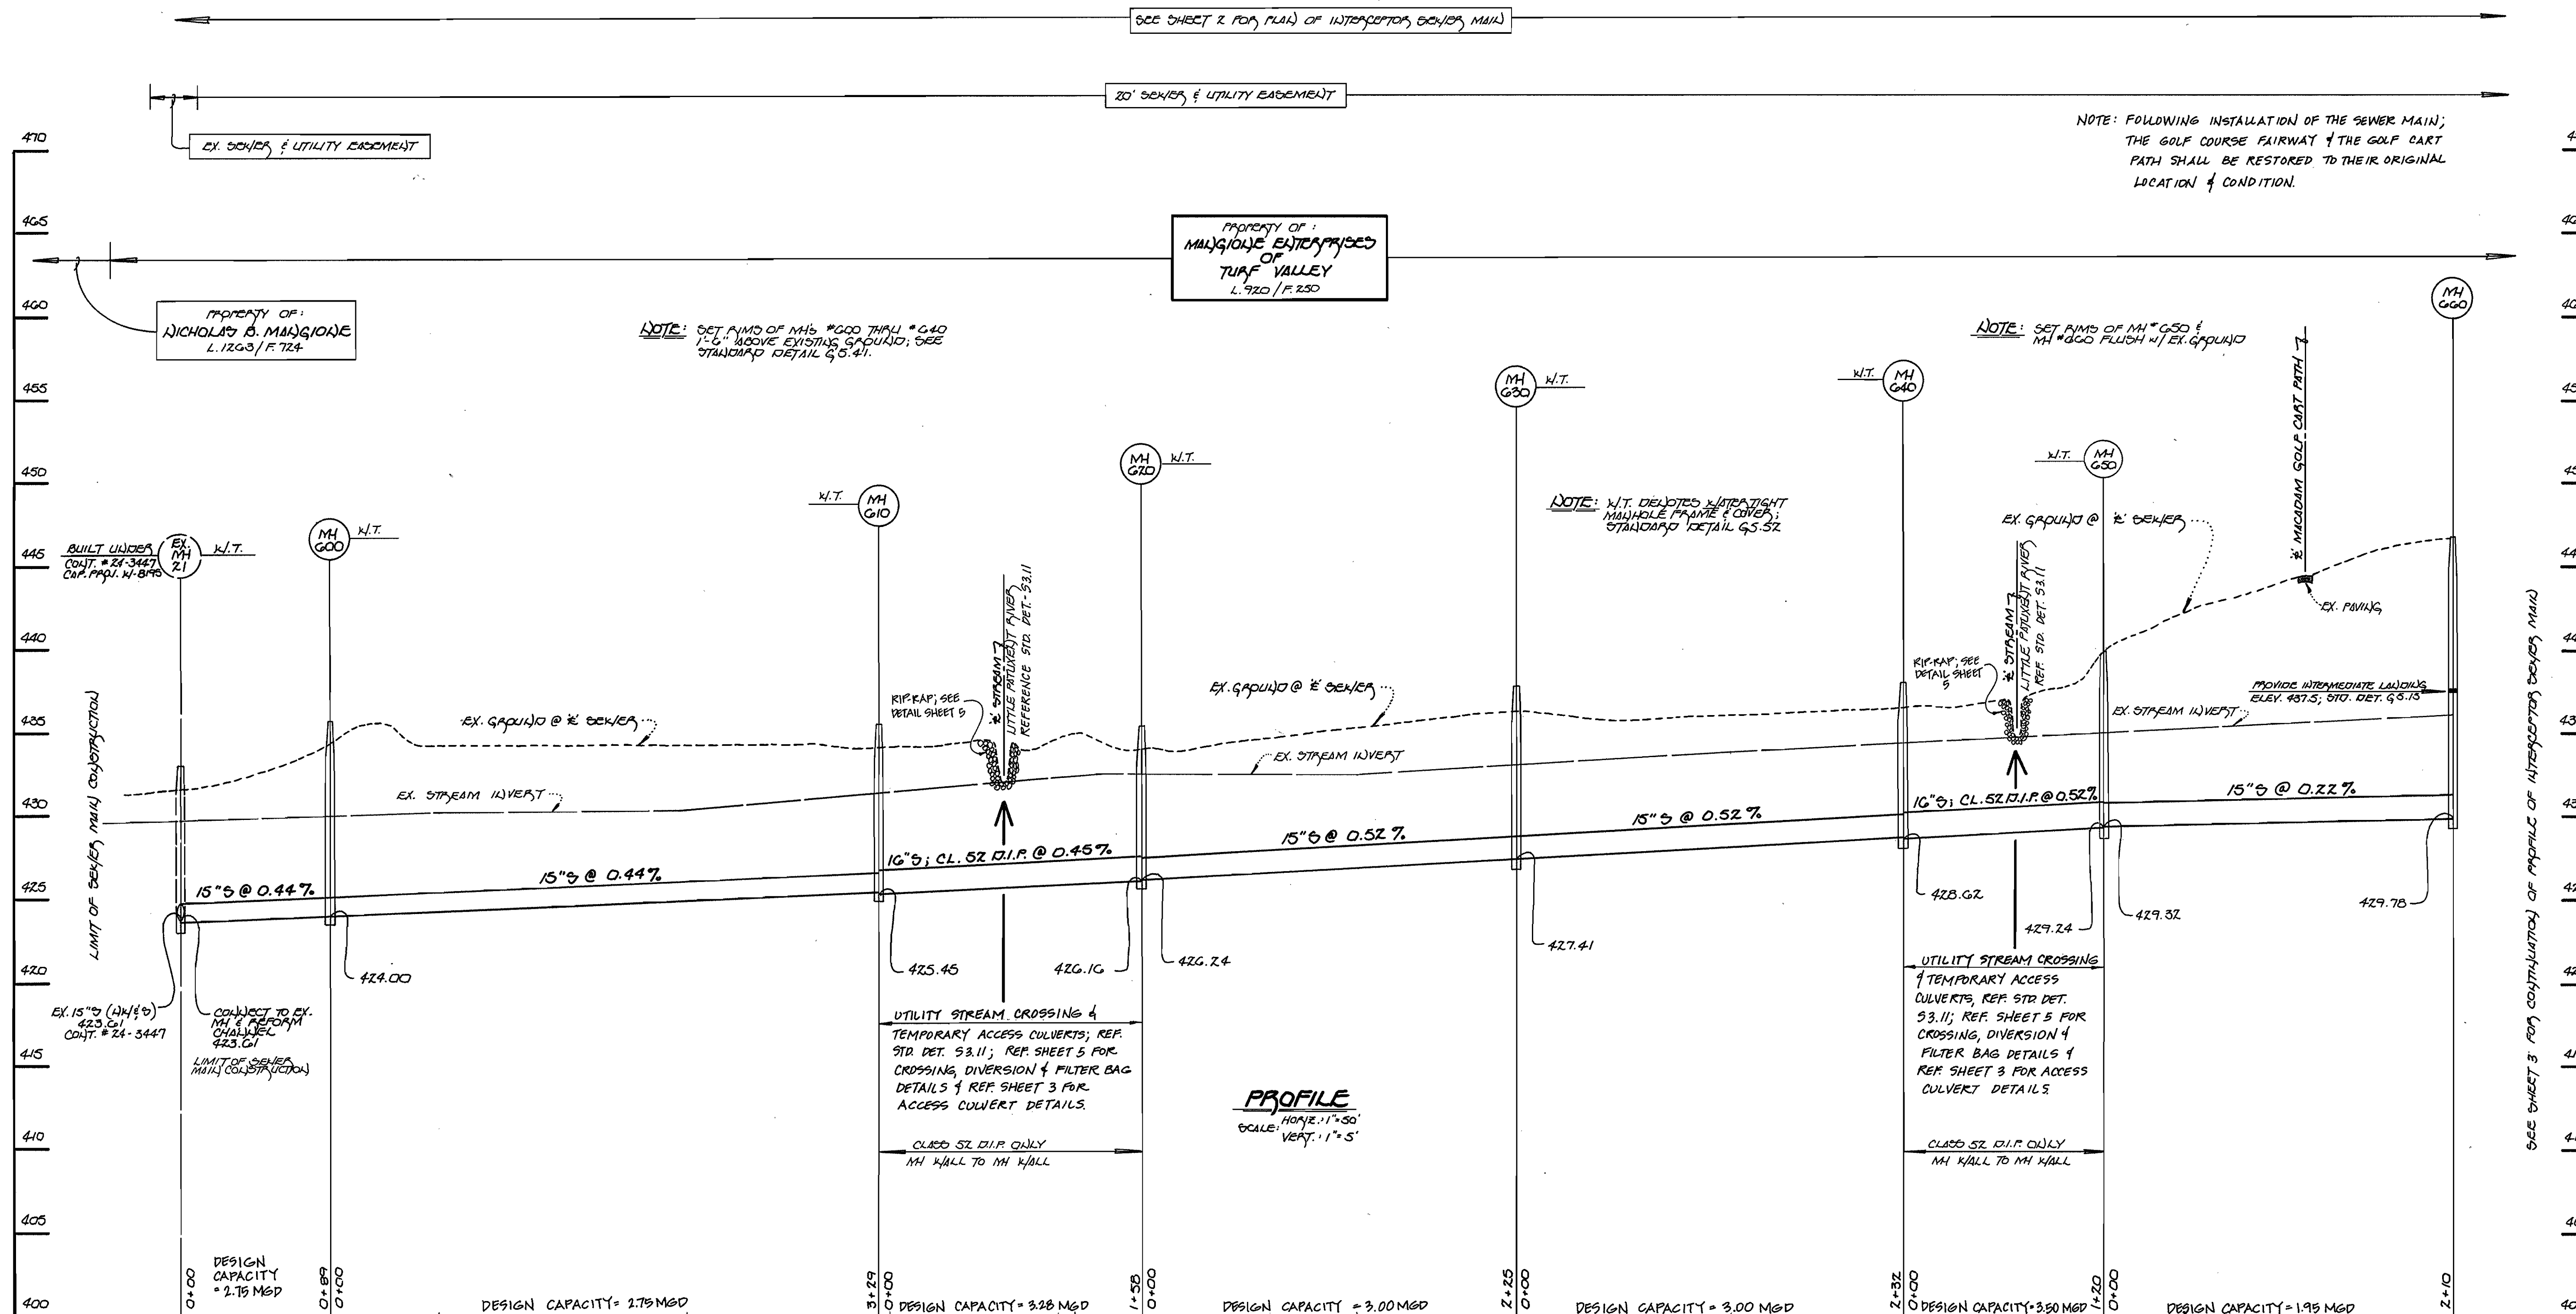 SEE SHEET 2 FOR PLAN OF INTERCEPTOR SEWER MAIN
20' SEWER & UTILITY EASEMENT
EX. SEWER & UTILITY EASEMENT
NOTE: FOLLOWING INSTALLATION OF THE SEWER MAIN;
THE GOLF COURSE FAIRWAY & THE GOLF CART
PATH SHALL BE RESTORED TO THEIR ORIGINAL
LOCATION & CONDITION.
PROPERTY OF:
MANGIONE ENTERPRISES
OF
TURF VALLEY
L.920/F.250
PROPERTY OF:
NICHOLAS B. MANGIONE
L.1263/F.724
NOTE: SET RIMS OF MH'S #600 THRU #640
1'-6" ABOVE EXISTING GROUND; SEE
STANDARD DETAIL G5.41.
NOTE: SET RIMS OF MH #650 &
MH #660 FLUSH W/ EX. GROUND
NOTE: W.T. DENOTES WATERTIGHT
MANHOLE FRAME & COVER;
STANDARD DETAIL G5.52
470
465
460
455
450
445
440
435
430
425
420
415
410
405
400
BUILT UNDER
CONT. #24-3447
CAP. PROJ. W-8195
EX.
MH
21
W.T.
MH
600
W.T.
W.T.
MH
610
MH
620
W.T.
MH
630
W.T.
W.T.
MH
640
W.T.
MH
650
MH
660
LIMIT OF SEWER MAIN CONSTRUCTION
EX. GROUND @ ℄ SEWER
EX. STREAM INVERT
RIP-RAP; SEE
DETAIL SHEET 5
℄ STREAM
LITTLE PATUXENT RIVER
REFERENCE STD. DET.- S3.11
EX. GROUND @ ℄ SEWER
EX. STREAM INVERT
RIP-RAP; SEE
DETAIL SHEET
5
℄ STREAM
LITTLE PATUXENT RIVER
REF. STD. DET. S3.11
EX. GROUND @ ℄ SEWER
℄ MACADAM GOLF CART PATH
EX. PAVING
PROVIDE INTERMEDIATE LANDING
ELEV. 437.5; STD. DET. G5.13
EX. STREAM INVERT
SEE SHEET 3 FOR CONTINUATION OF PROFILE OF INTERCEPTOR SEWER MAIN
15"S @ 0.44%
15"S @ 0.44%
16"S; CL. 52 D.I.P. @ 0.45%
15"S @ 0.52%
15"S @ 0.52%
16"S; CL. 52 D.I.P. @ 0.52%
15"S @ 0.22%
424.00
425.45
426.16
426.24
427.41
428.62
429.24
429.32
429.78
EX. 15"S (NW & S)
423.61
CONT. #24-3447
CONNECT TO EX.
MH & REFORM
CHANNEL
423.61
LIMIT OF SEWER
MAIN CONSTRUCTION
UTILITY STREAM CROSSING &
TEMPORARY ACCESS CULVERTS; REF.
STD. DET. S3.11; REF. SHEET 5 FOR
CROSSING, DIVERSION & FILTER BAG
DETAILS & REF. SHEET 3 FOR
ACCESS CULVERT DETAILS.
CLASS 52 D.I.P. ONLY
MH WALL TO MH WALL
PROFILE
SCALE: HORIZ.: 1"=50'
VERT.: 1"=5'
UTILITY STREAM CROSSING
& TEMPORARY ACCESS
CULVERTS, REF. STD. DET.
S3.11; REF. SHEET 5 FOR
CROSSING, DIVERSION &
FILTER BAG DETAILS &
REF. SHEET 3 FOR ACCESS
CULVERT DETAILS.
CLASS 52 D.I.P. ONLY
MH WALL TO MH WALL
0+00
DESIGN
CAPACITY
= 2.75 MGD
0+89
0+00
DESIGN CAPACITY = 2.75 MGD
3+29
0+00
DESIGN CAPACITY = 3.28 MGD
1+58
0+00
DESIGN CAPACITY = 3.00 MGD
2+25
0+00
DESIGN CAPACITY = 3.00 MGD
2+32
0+00
DESIGN CAPACITY = 3.50 MGD
1+20
0+00
DESIGN CAPACITY = 1.95 MGD
2+10